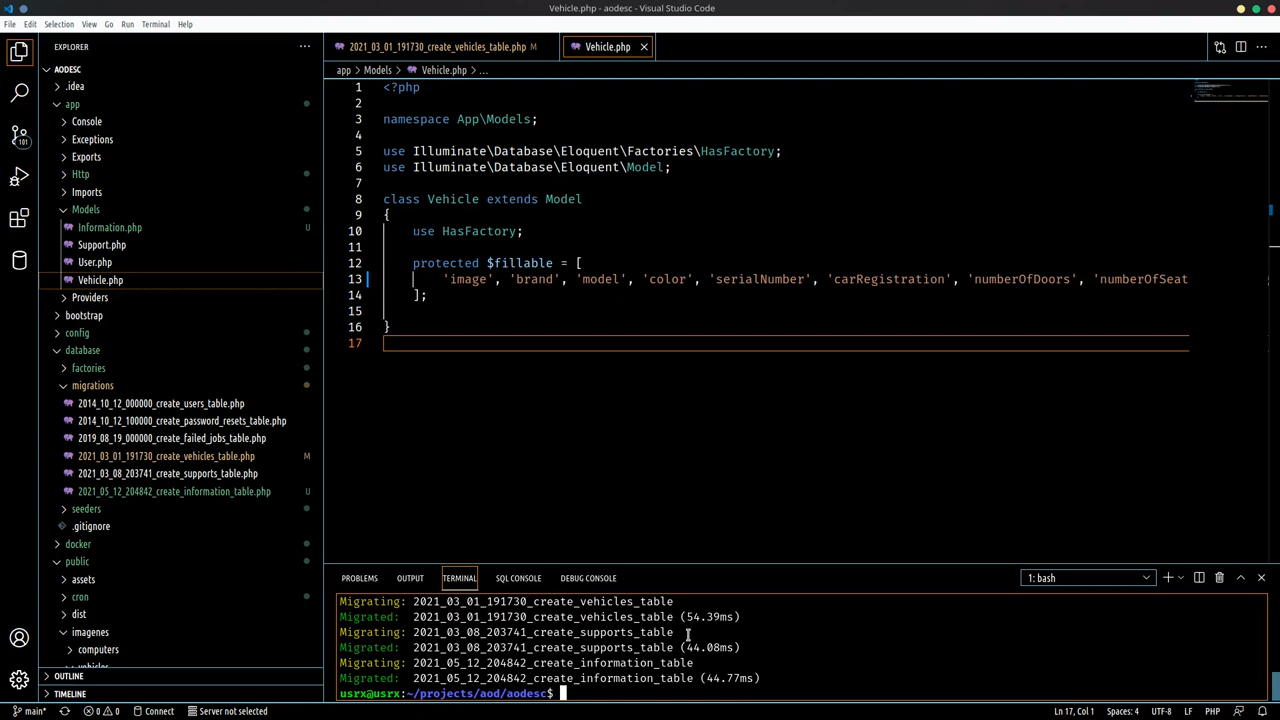 Vehicle.php - aodesc - Visual Studio Code
File Edit Selection View Go Run Terminal Help
EXPLORER
AODESC
.idea
app
Console
Exceptions
Exports
Http
Imports
Models
Information.php U
Support.php
User.php
Vehicle.php
Providers
bootstrap
config
database
factories
migrations
2014_10_12_000000_create_users_table.php
2014_10_12_100000_create_password_resets_table.php
2019_08_19_000000_create_failed_jobs_table.php
2021_03_01_191730_create_vehicles_table.php M
2021_03_08_203741_create_supports_table.php
2021_05_12_204842_create_information_table.php U
seeders
.gitignore
docker
public
assets
cron
dist
imagenes
computers
vehicles
OUTLINE
TIMELINE
101
2021_03_01_191730_create_vehicles_table.php M Vehicle.php
app > Models > Vehicle.php > ...
1 <?php
2
3 namespace App\Models;
4
5 use Illuminate\Database\Eloquent\Factories\HasFactory;
6 use Illuminate\Database\Eloquent\Model;
7
8 class Vehicle extends Model
9 {
10 use HasFactory;
11
12 protected $fillable = [
13 'image', 'brand', 'model', 'color', 'serialNumber', 'carRegistration', 'numberOfDoors', 'numberOfSeat
14 ];
15
16 }
17
PROBLEMS OUTPUT TERMINAL SQL CONSOLE DEBUG CONSOLE 1: bash
Migrating: 2021_03_01_191730_create_vehicles_table
Migrated: 2021_03_01_191730_create_vehicles_table (54.39ms)
Migrating: 2021_03_08_203741_create_supports_table
Migrated: 2021_03_08_203741_create_supports_table (44.08ms)
Migrating: 2021_05_12_204842_create_information_table
Migrated: 2021_05_12_204842_create_information_table (44.77ms)
usrx@usrx:~/projects/aod/aodesc$
main* 0 0 Connect Server not selected Ln 17, Col 1 Spaces: 4 UTF-8 LF PHP